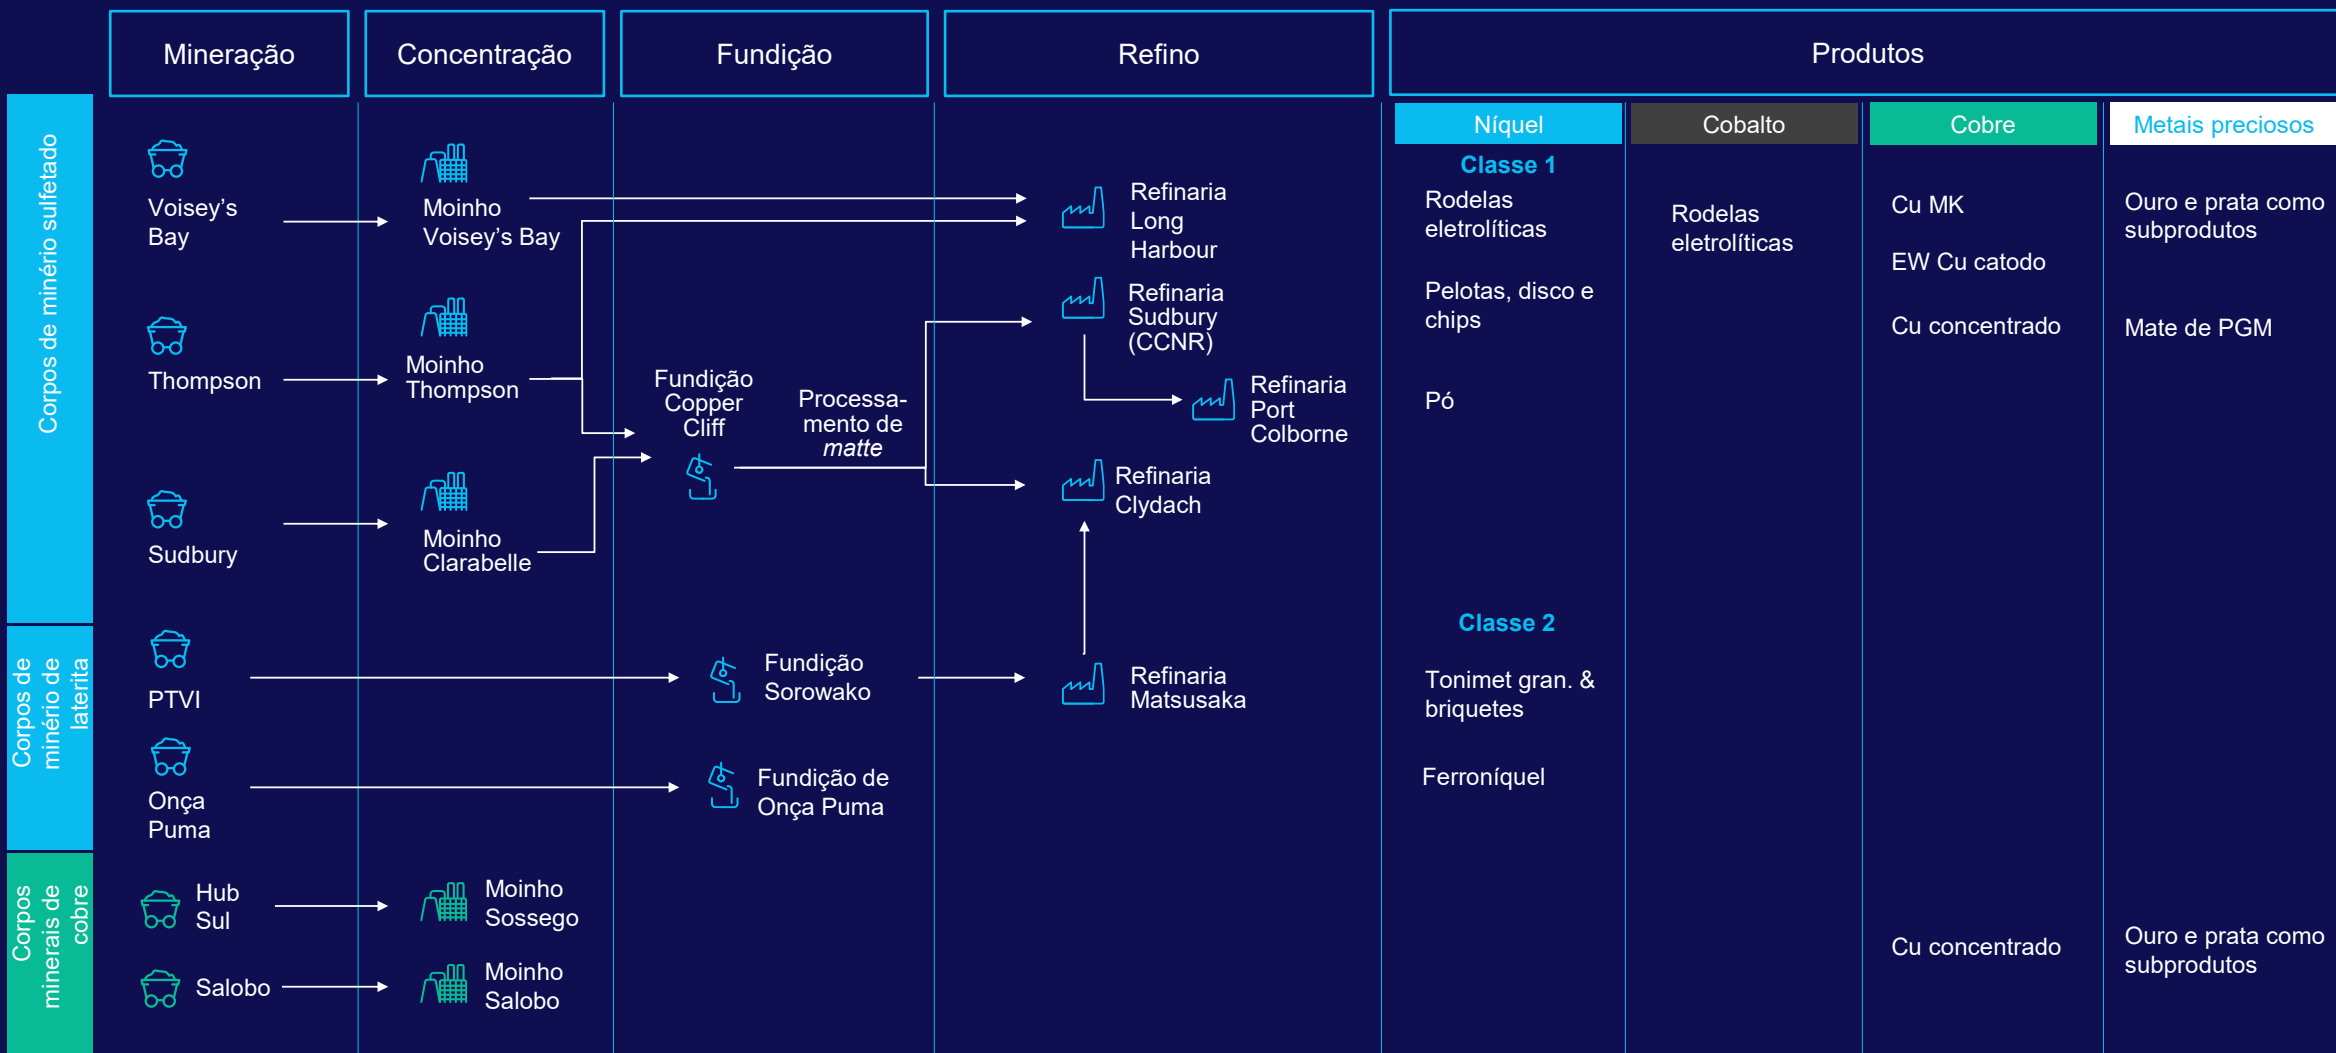 Mineração
Concentração
Fundição
Refino
Produtos
Níquel
Cobalto
Cobre
Metais preciosos
Corpos de minério sulfetado
Voisey’s
Bay
Moinho
Voisey’s Bay
Thompson
Moinho
Thompson
Sudbury
Moinho
Clarabelle
Fundição
Copper
Cliff
Processa-
mento de
matte
Refinaria
Long
Harbour
Refinaria
Sudbury
(CCNR)
Refinaria
Port
Colborne
Refinaria
Clydach
Classe 1
Rodelas
eletrolíticas
Pelotas, disco e
chips
Pó
Rodelas
eletrolíticas
Cu MK
EW Cu catodo
Cu concentrado
Ouro e prata como
subprodutos
Mate de PGM
Corpos de
minério de
laterita
PTVI
Fundição
Sorowako
Refinaria
Matsusaka
Onça
Puma
Fundição de
Onça Puma
Classe 2
Tonimet gran. &
briquetes
Ferroníquel
Corpos
minerais de
cobre
Hub
Sul
Moinho
Sossego
Salobo
Moinho
Salobo
Cu concentrado
Ouro e prata como
subprodutos